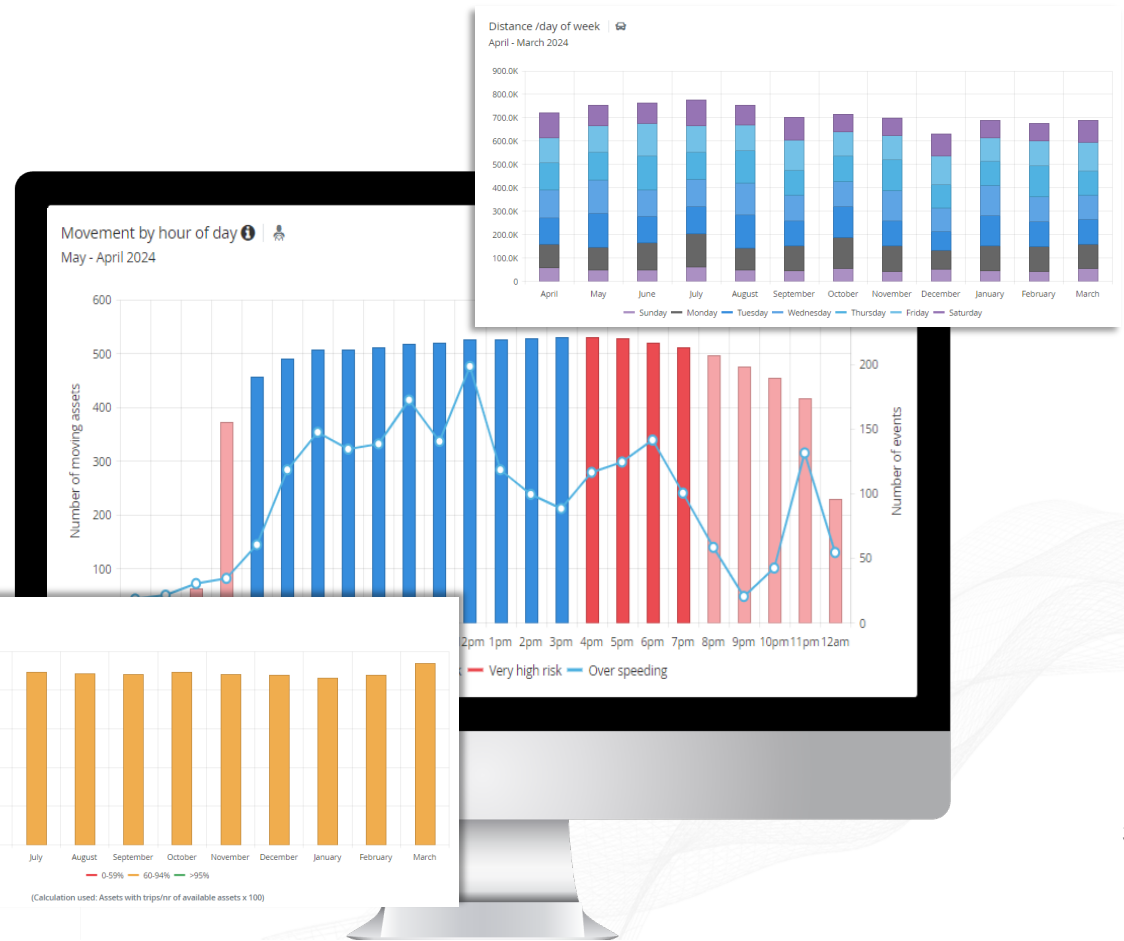 Distance /day of week
April - March 2024
900.0K
800.0K
700.0K
600.0K
500.0K
400.0K
300.0K
200.0K
100.0K
0
April May June July August September October November December January February March
Sunday Monday Tuesday Wednesday Thursday Friday Saturday
Movement by hour of day
May - April 2024
Number of moving assets
600
500
400
300
200
100
Number of events
200
150
100
50
0
2pm 1pm 2pm 3pm 4pm 5pm 6pm 7pm 8pm 9pm 10pm 11pm 12am
Very high risk Over speeding
July August September October November December January February March
0-59% 60-94% >95%
(Calculation used: Assets with trips/nr of available assets x 100)